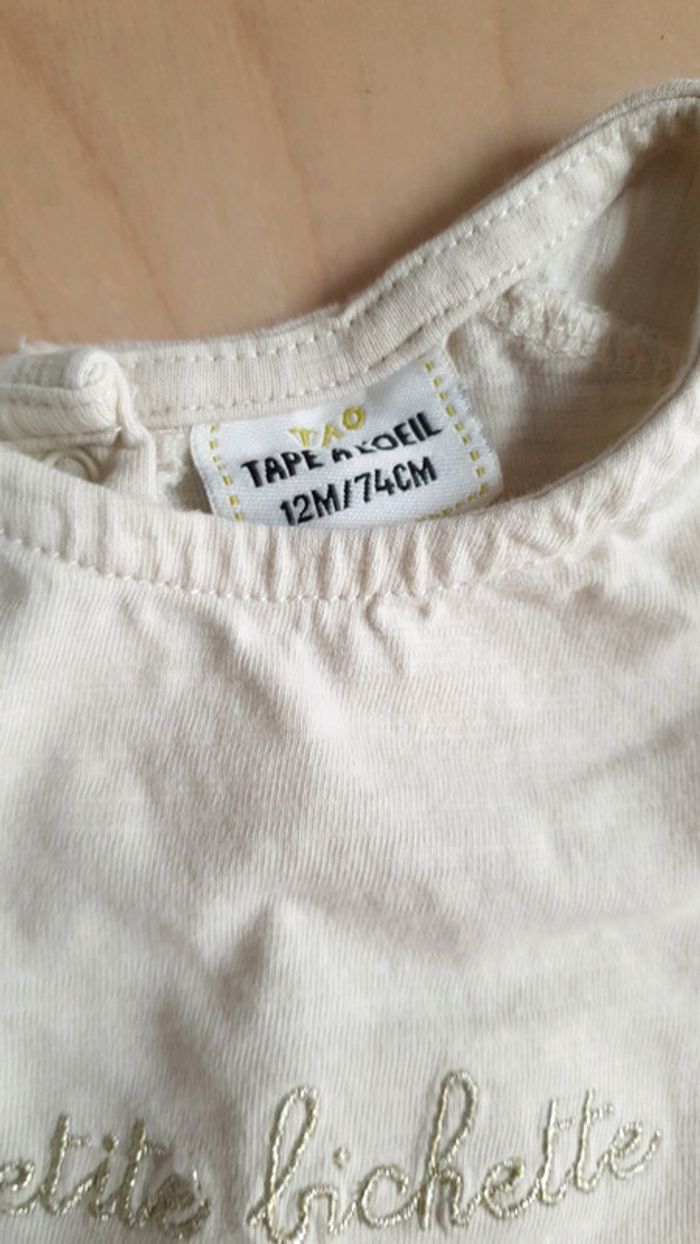 TAO
TAPE A L'OEIL
12M/74CM
etite bichette